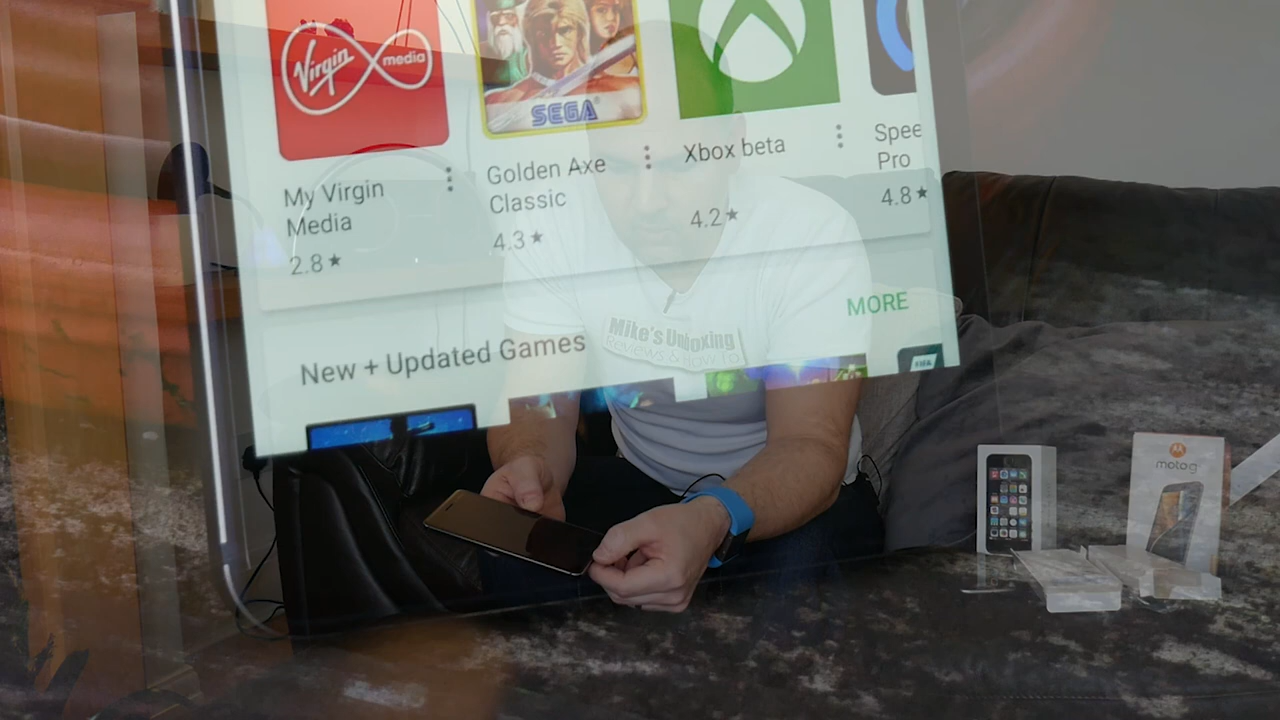 Virgin media
SEGA
My Virgin
Media
2.8★
Golden Axe
Classic
4.3★
Xbox beta
4.2★
Spee
Pro
4.8★
MORE
New + Updated Games
Mike's Unboxing
Reviews & How To
FIFA
moto g